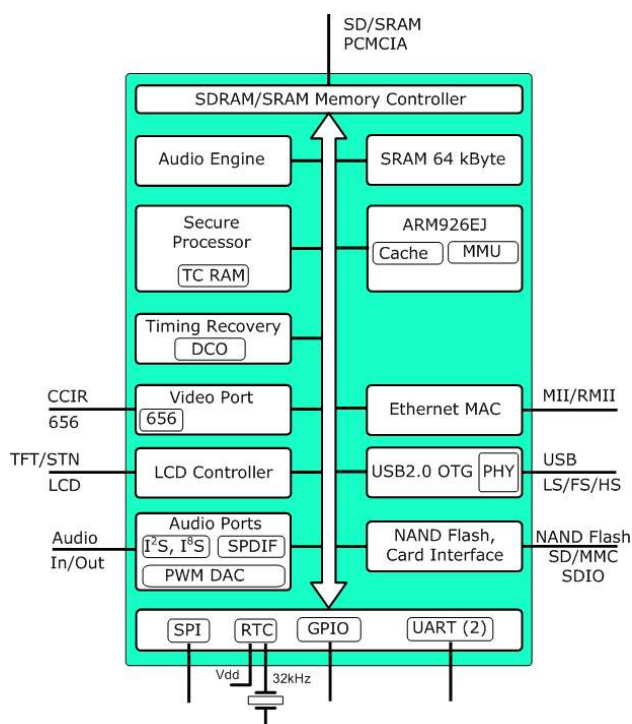 SD/SRAM
PCMCIA
SDRAM/SRAM Memory Controller
Audio Engine
SRAM 64 kByte
Secure
Processor
TC RAM
ARM926EJ
Cache
MMU
Timing Recovery
DCO
CCIR
656
Video Port
656
Ethernet MAC
MII/RMII
TFT/STN
LCD
LCD Controller
USB2.0 OTG
PHY
USB
LS/FS/HS
Audio
In/Out
Audio Ports
I²S, I⁸S
SPDIF
PWM DAC
NAND Flash,
Card Interface
NAND Flash
SD/MMC
SDIO
SPI
RTC
GPIO
UART (2)
Vdd
32kHz